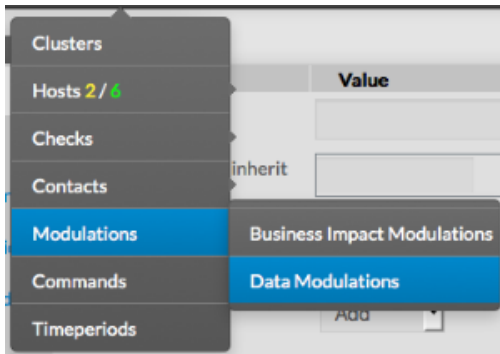 Clusters
Hosts 2 / 6
Value
Checks
inherit
Contacts
Modulations
Business Impact Modulations
Commands
Data Modulations
Add
Timeperiods